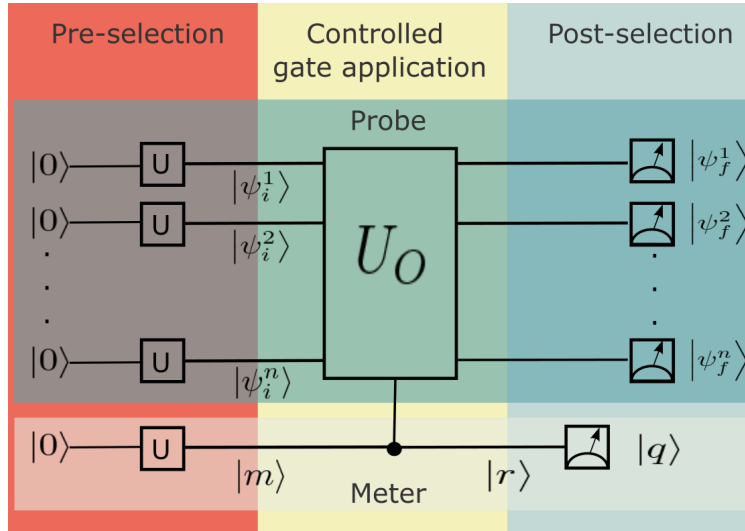 Pre-selection
Controlled
gate application
Post-selection
Probe
|0⟩ U |ψ_i^1⟩ |ψ_f^1⟩
|0⟩ U |ψ_i^2⟩ |ψ_f^2⟩
U_O
|0⟩ U |ψ_i^n⟩ |ψ_f^n⟩
|0⟩ U |m⟩ |r⟩ |q⟩
Meter